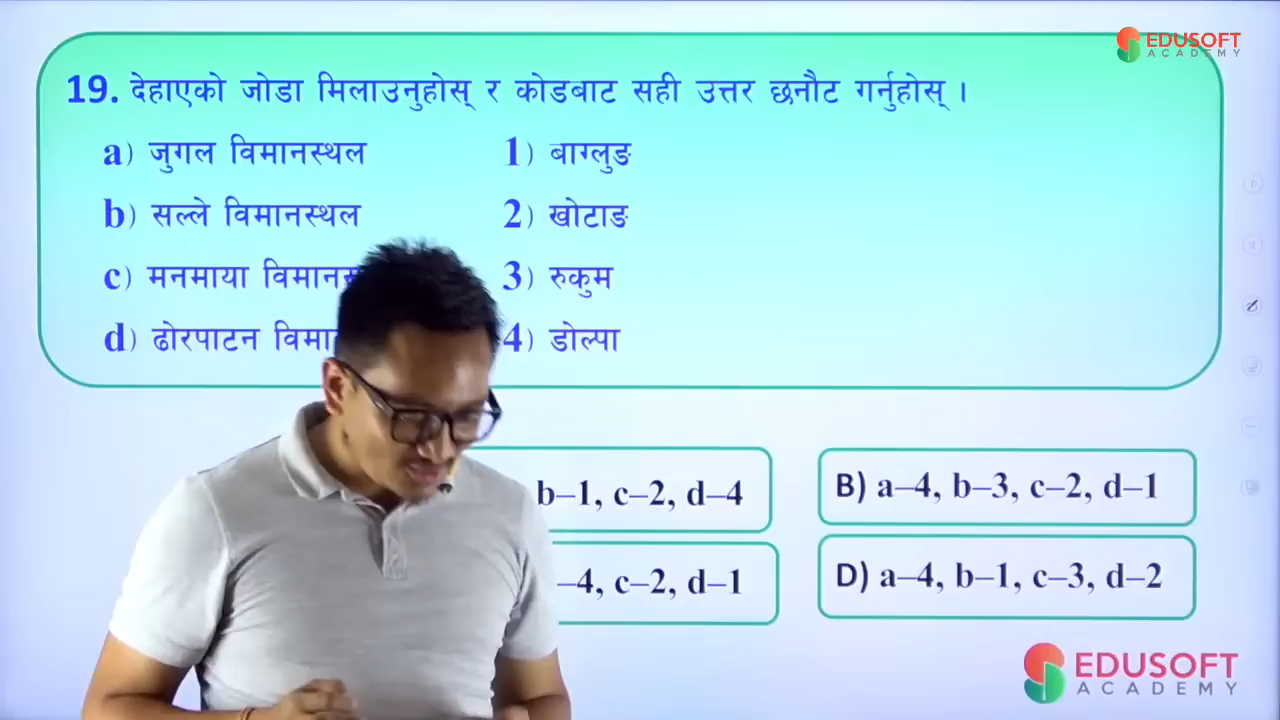 EDUSOFT
ACADEMY
19. देहाएको जोडा मिलाउनुहोस् र कोडबाट सही उत्तर छनौट गर्नुहोस् ।
a) जुगल विमानस्थल 1) बाग्लुङ
b) सल्ले विमानस्थल 2) खोटाङ
c) मनमाया 3) रुकुम
d) ढोरपाटन 4) डोल्पा
b–1, c–2, d–4 B) a–4, b–3, c–2, d–1
–4, c–2, d–1 D) a–4, b–1, c–3, d–2
EDUSOFT
ACADEMY